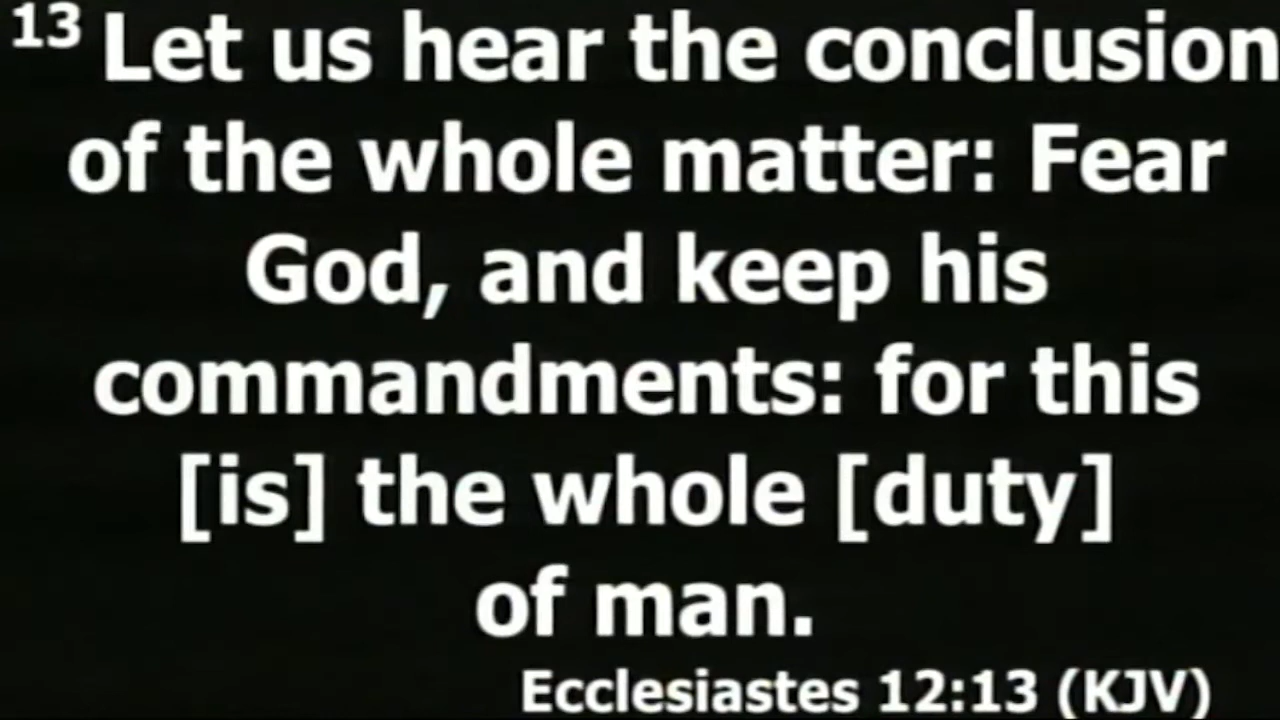 13 Let us hear the conclusion
of the whole matter: Fear
God, and keep his
commandments: for this
[is] the whole [duty]
of man.
Ecclesiastes 12:13 (KJV)